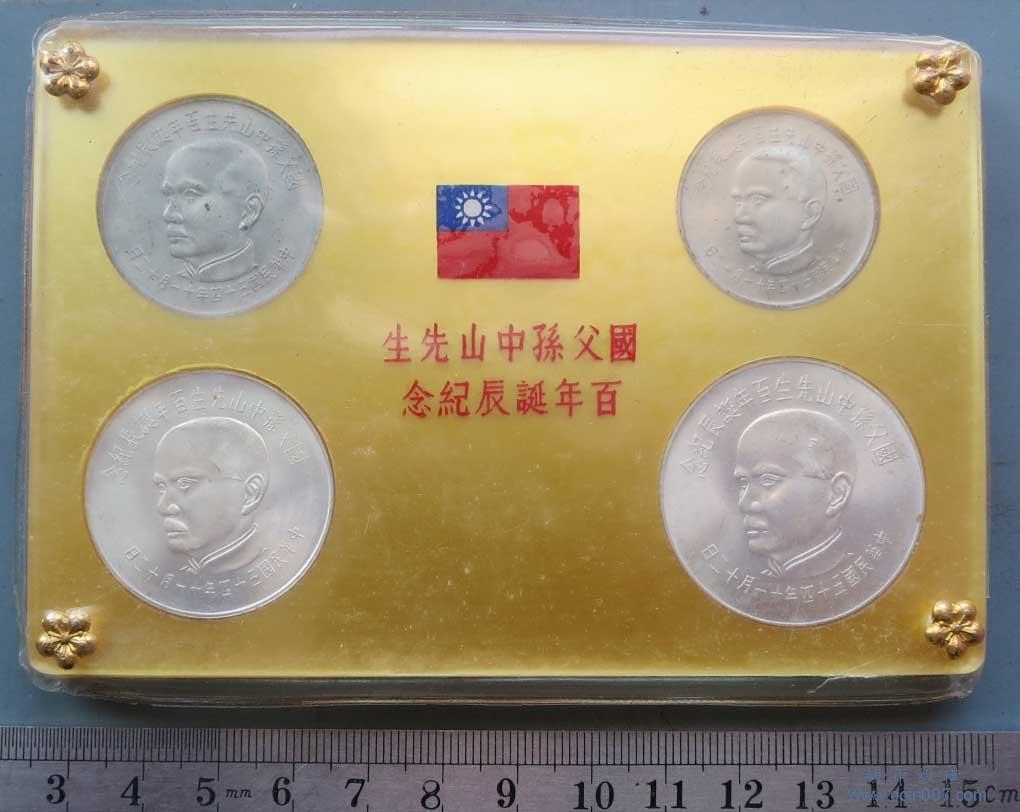 國父孫中山先生百年誕辰紀念
中華民國五十四年十一月十二日
國父孫中山先生百年誕辰紀念
中華民國五十四年十一月十二日
國父孫中山先生
百年誕辰紀念
國父孫中山先生百年誕辰紀念
中華民國五十四年十一月十二日
國父孫中山先生百年誕辰紀念
中華民國五十四年十一月十二日
3 4 5 mm 6 7 8 9 10 11 12 13 14 15 cm
www.coin007.com